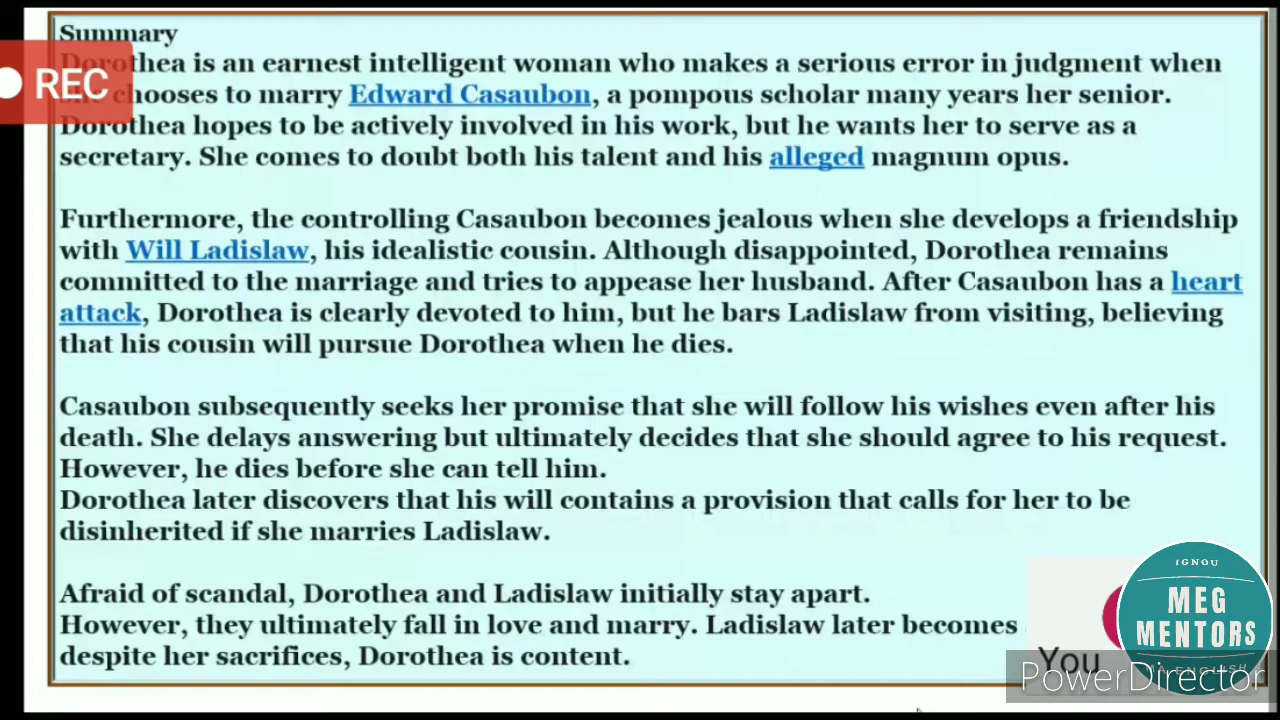 Summary
Dorothea is an earnest intelligent woman who makes a serious error in judgment when
REC
chooses to marry Edward Casaubon, a pompous scholar many years her senior.
Dorothea hopes to be actively involved in his work, but he wants her to serve as a
secretary. She comes to doubt both his talent and his alleged magnum opus.
Furthermore, the controlling Casaubon becomes jealous when she develops a friendship
with Will Ladislaw, his idealistic cousin. Although disappointed, Dorothea remains
committed to the marriage and tries to appease her husband. After Casaubon has a heart
attack, Dorothea is clearly devoted to him, but he bars Ladislaw from visiting, believing
that his cousin will pursue Dorothea when he dies.
Casaubon subsequently seeks her promise that she will follow his wishes even after his
death. She delays answering but ultimately decides that she should agree to his request.
However, he dies before she can tell him.
Dorothea later discovers that his will contains a provision that calls for her to be
disinherited if she marries Ladislaw.
Afraid of scandal, Dorothea and Ladislaw initially stay apart.
However, they ultimately fall in love and marry. Ladislaw later becomes
despite her sacrifices, Dorothea is content.
IGNOU
MEG
MENTORS
MA ENGLISH
You
PowerDirector